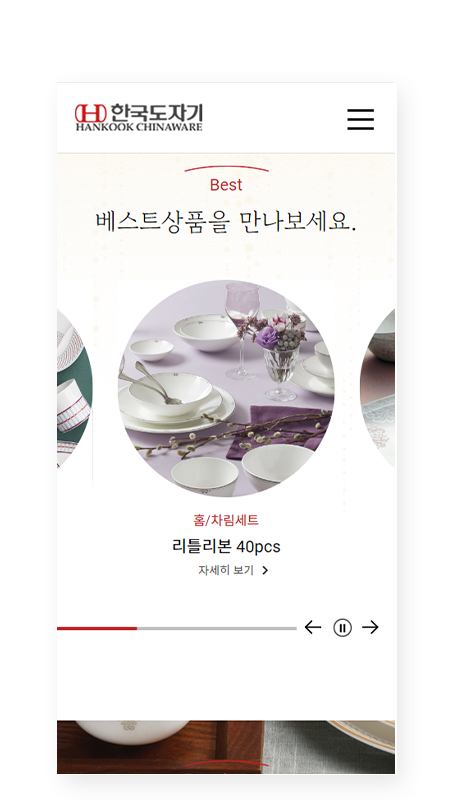 한국도자기
HANKOOK CHINAWARE
Best
베스트상품을 만나보세요.
홈/차림세트
리틀리본 40pcs
자세히 보기